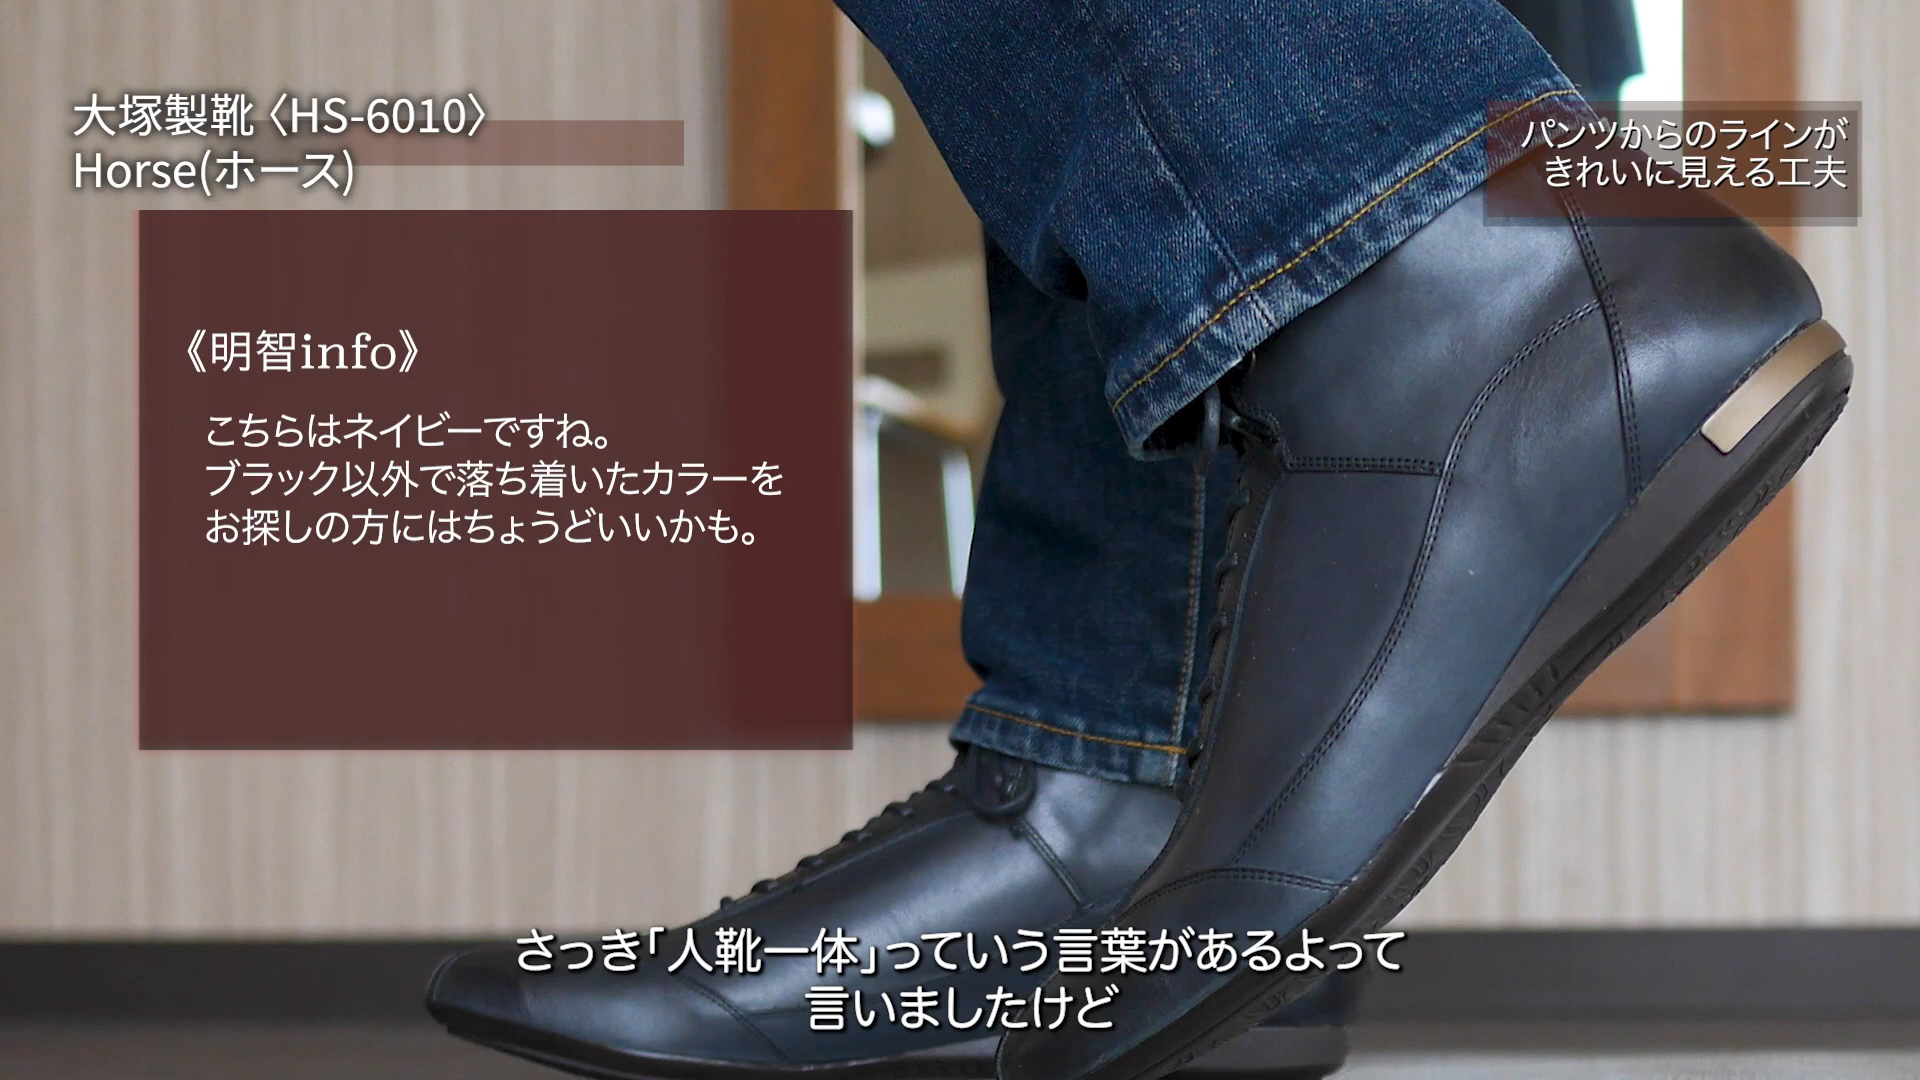 大塚製靴〈HS-6010〉
Horse(ホース)
パンツからのラインが
きれいに見える工夫
《明智info》
こちらはネイビーですね。
ブラック以外で落ち着いたカラーを
お探しの方にはちょうどいいかも。
さっき「人靴一体」っていう言葉があるよって
言いましたけど